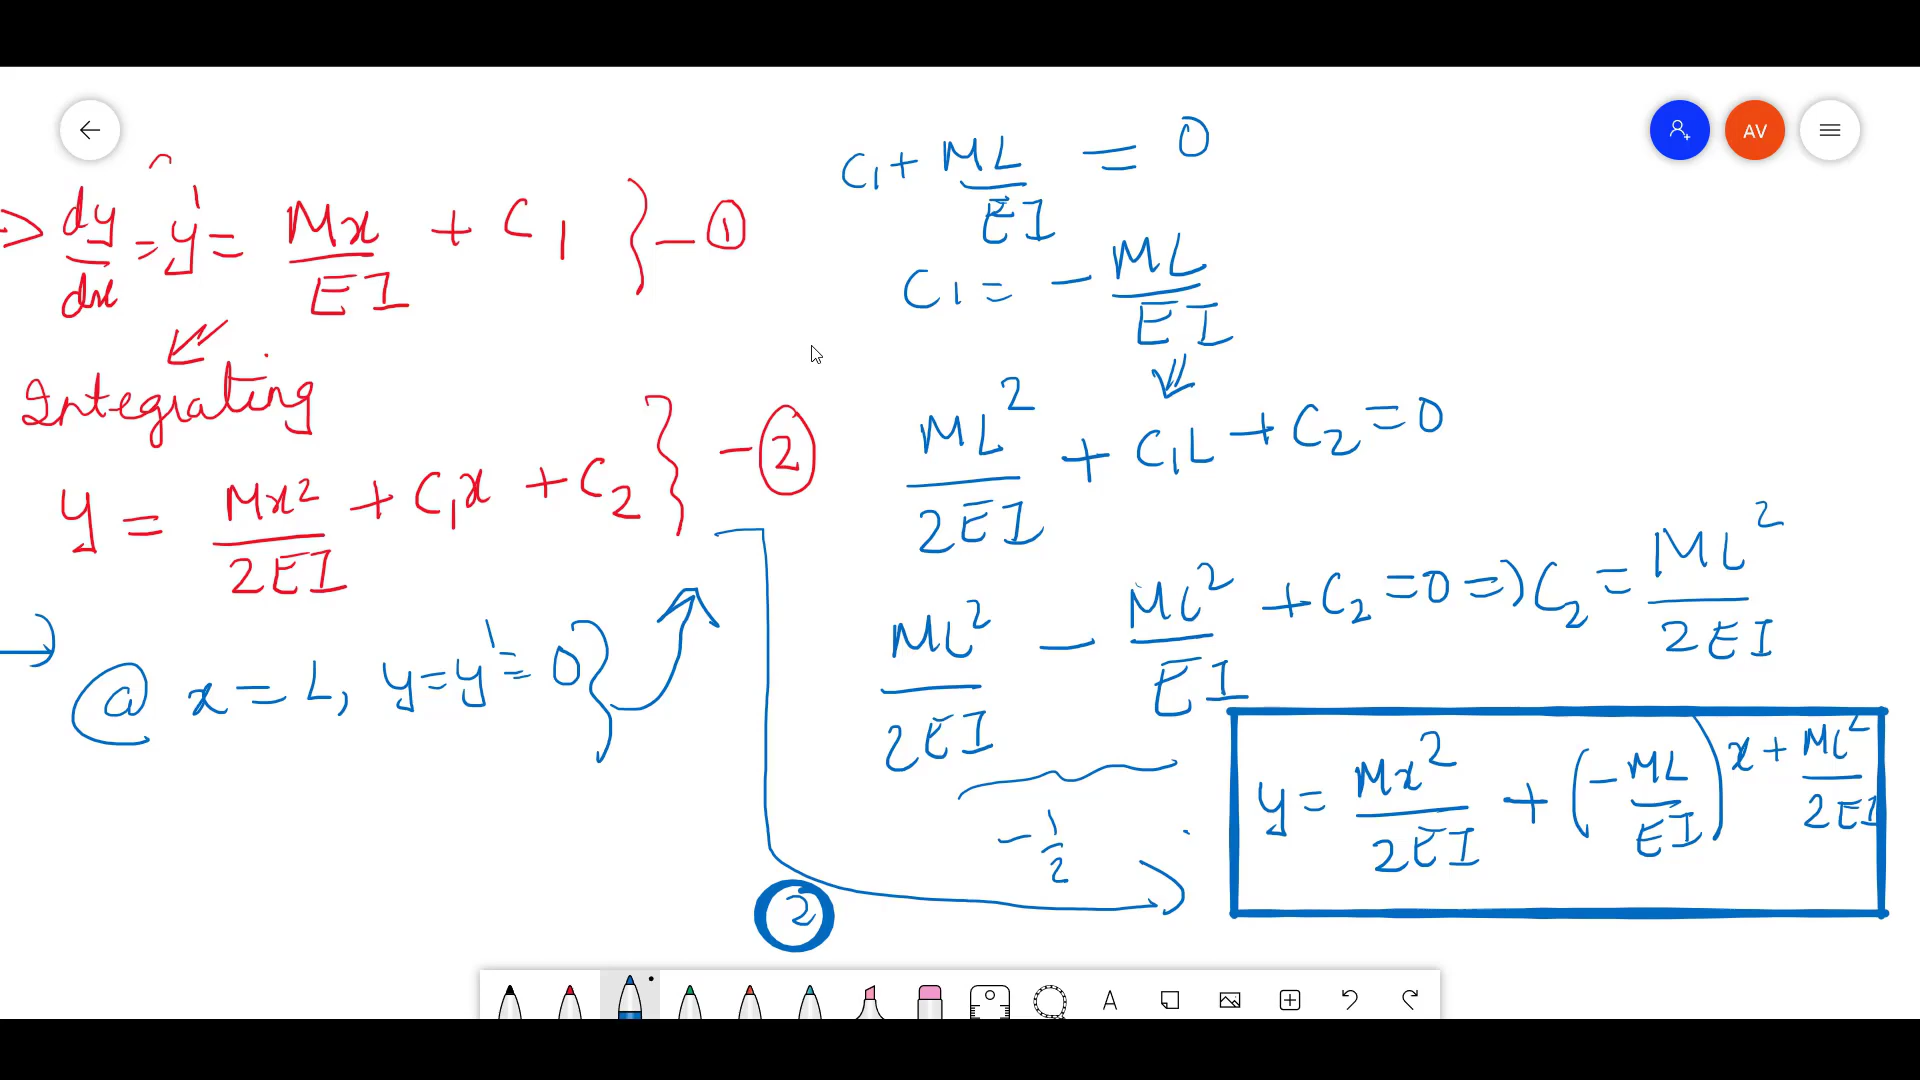 AV
=> dy/dx = y' = Mx/EI + C1 } - ①
Integrating
y = Mx²/2EI + C1x + C2 } - ②
@ x = L, y = y' = 0 }
C1 + ML/EI = 0
C1 = - ML/EI
ML²/2EI + C1L + C2 = 0
ML²/2EI - ML²/EI + C2 = 0 => C2 = ML²/2EI
- 1/2
②
y = Mx²/2EI + (- ML/EI) x + ML²/2EI
A